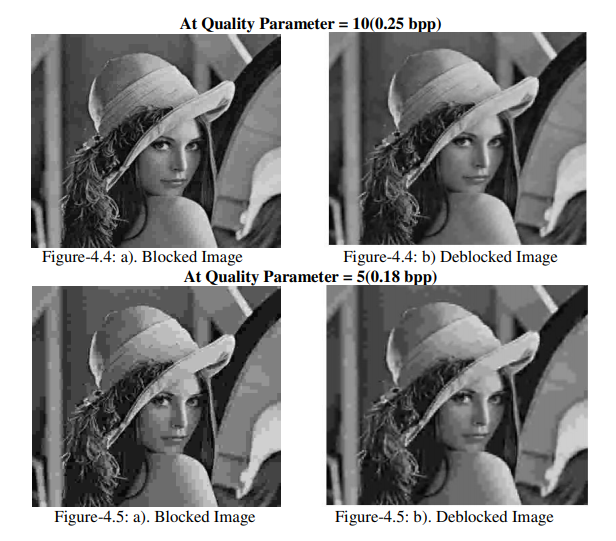 At Quality Parameter = 10(0.25 bpp)
Figure-4.4: a). Blocked Image
Figure-4.4: b) Deblocked Image
At Quality Parameter = 5(0.18 bpp)
Figure-4.5: a). Blocked Image
Figure-4.5: b). Deblocked Image